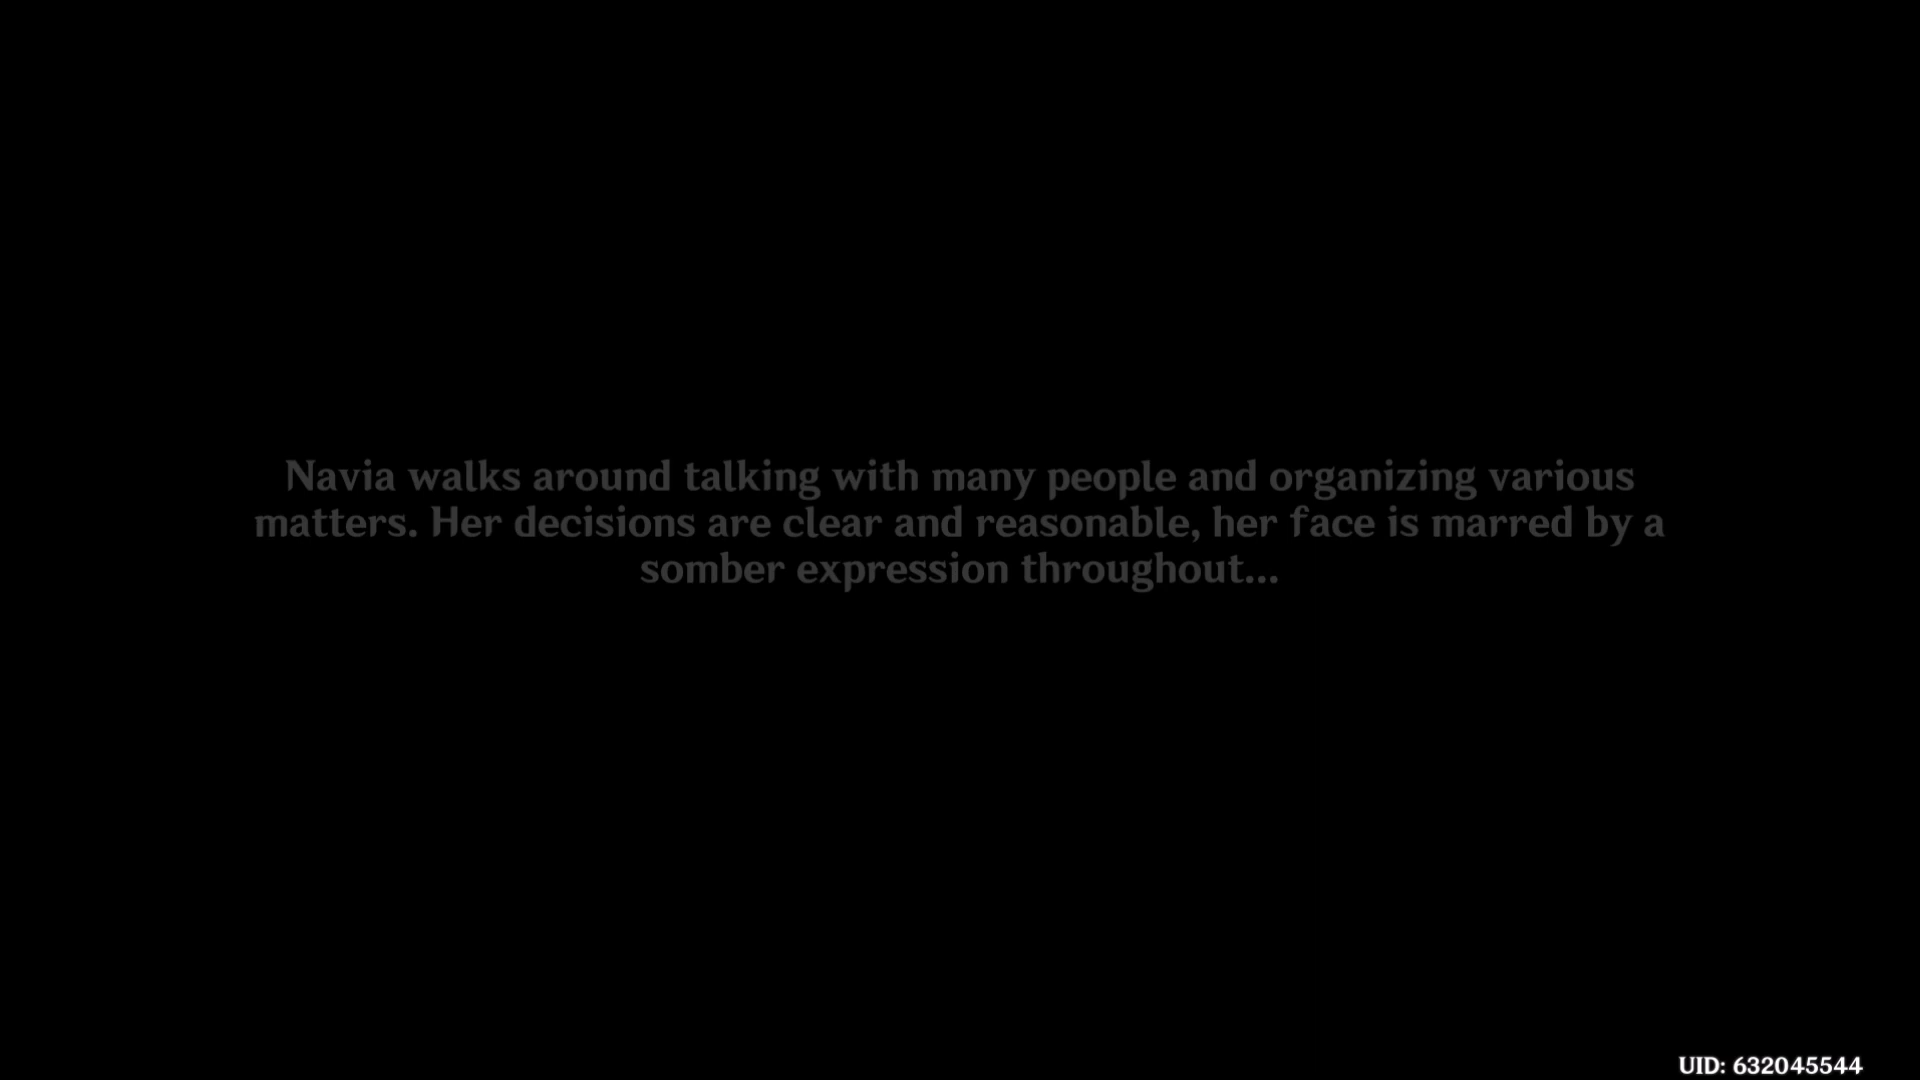 Navia walks around talking with many people and organizing various
matters. Her decisions are clear and reasonable, her face is marred by a
somber expression throughout...
UID: 632045544